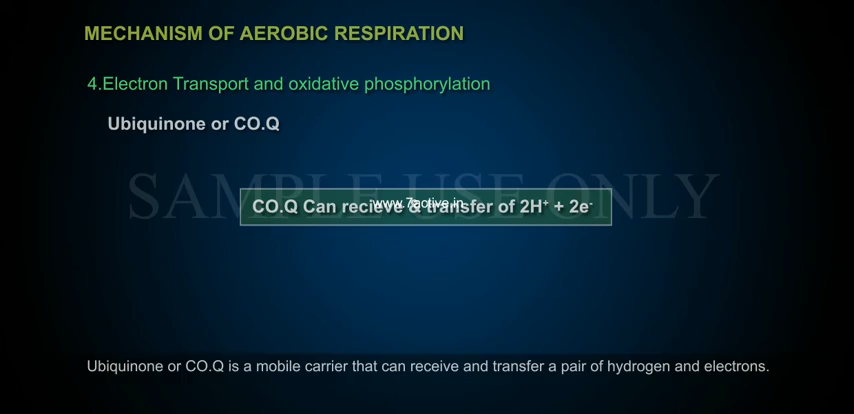 MECHANISM OF AEROBIC RESPIRATION
4.Electron Transport and oxidative phosphorylation
Ubiquinone or CO.Q
SAMPLE USE ONLY
www.7active.in
CO.Q Can recieve & transfer of 2H⁺ + 2e⁻
Ubiquinone or CO.Q is a mobile carrier that can receive and transfer a pair of hydrogen and electrons.